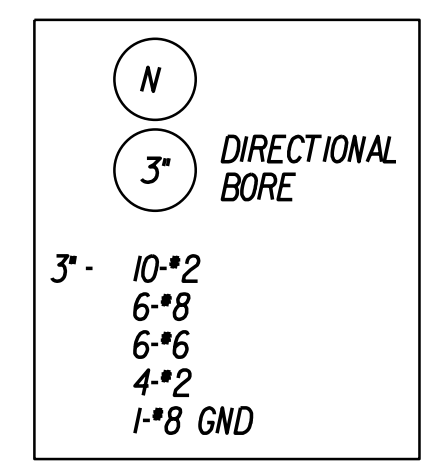 N
3" DIRECTIONAL
BORE
3" - 10-#2
6-#8
6-#6
4-#2
1-#8 GND